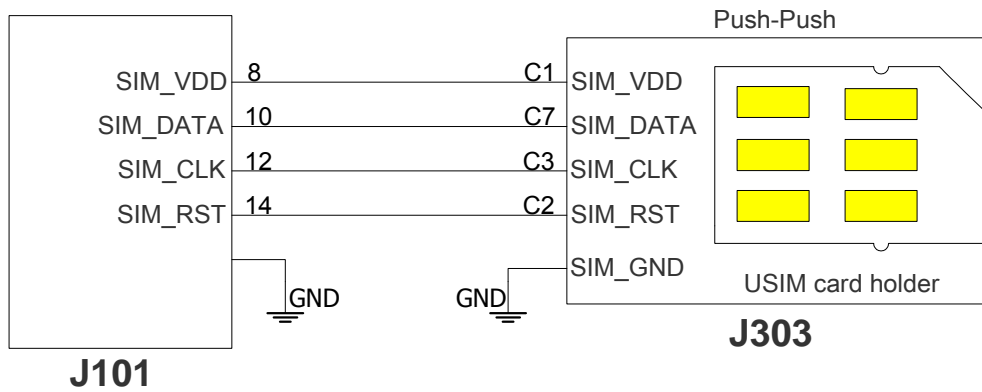 Push-Push
SIM_VDD 8 C1 SIM_VDD
SIM_DATA 10 C7 SIM_DATA
SIM_CLK 12 C3 SIM_CLK
SIM_RST 14 C2 SIM_RST
SIM_GND
GND GND
USIM card holder
J303
J101